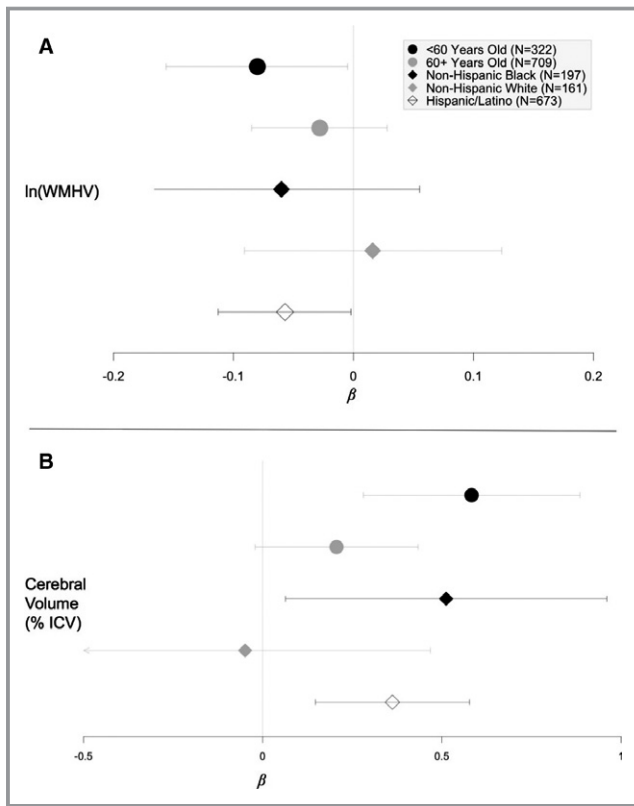 A
<60 Years Old (N=322)
60+ Years Old (N=709)
Non-Hispanic Black (N=197)
Non-Hispanic White (N=161)
Hispanic/Latino (N=673)
ln(WMHV)
-0.2 -0.1 0 0.1 0.2
β
B
Cerebral
Volume
(% ICV)
-0.5 0 0.5 1
β